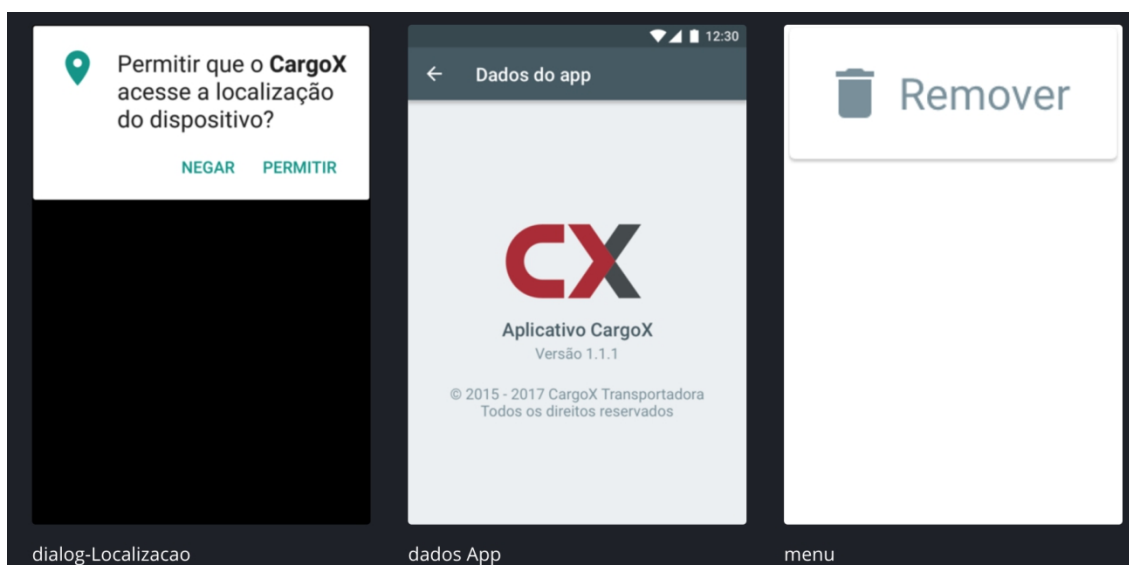 Permitir que o CargoX
acesse a localização
do dispositivo?
NEGAR PERMITIR
dialog-Localizacao
12:30
Dados do app
CX
Aplicativo CargoX
Versão 1.1.1
© 2015 - 2017 CargoX Transportadora
Todos os direitos reservados
dados App
Remover
menu